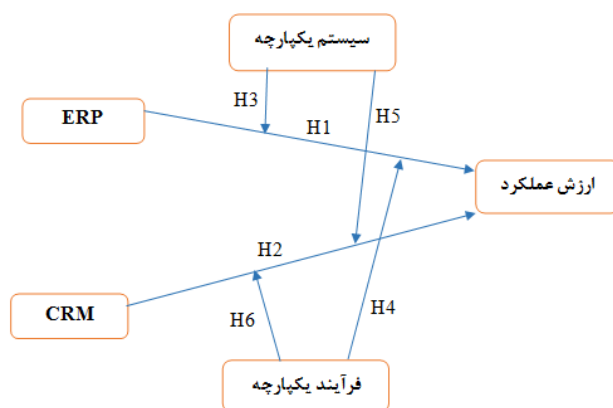 سیستم یکپارچه
H3
H5
ERP
H1
ارزش عملکرد
H2
CRM
H6
H4
فرآیند یکپارچه